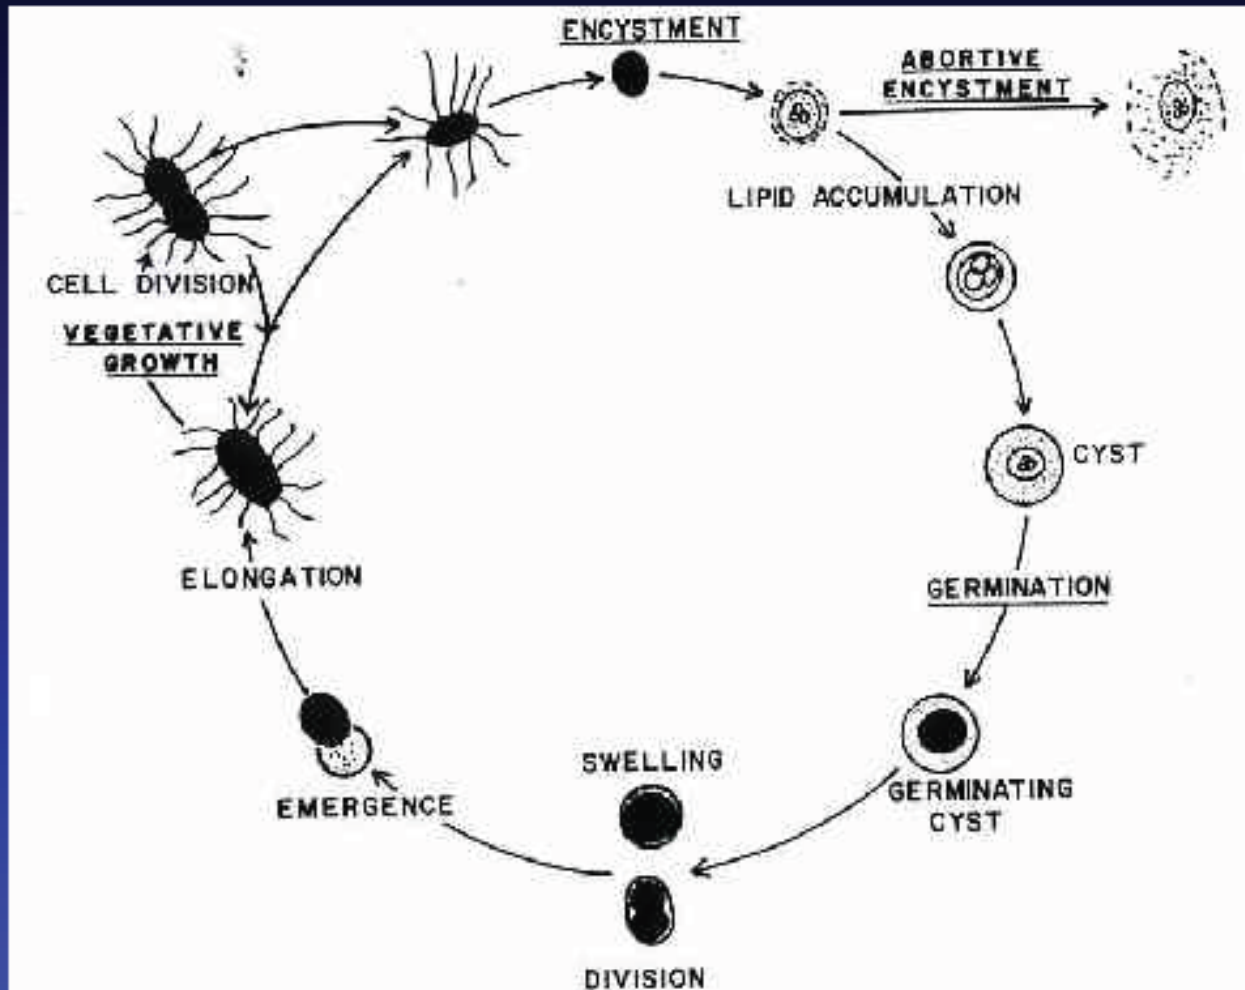 ENCYSTMENT
ABORTIVE
ENCYSTMENT
LIPID ACCUMULATION
CELL DIVISION
VEGETATIVE
GROWTH
CYST
ELONGATION
GERMINATION
SWELLING
GERMINATING
CYST
EMERGENCE
DIVISION